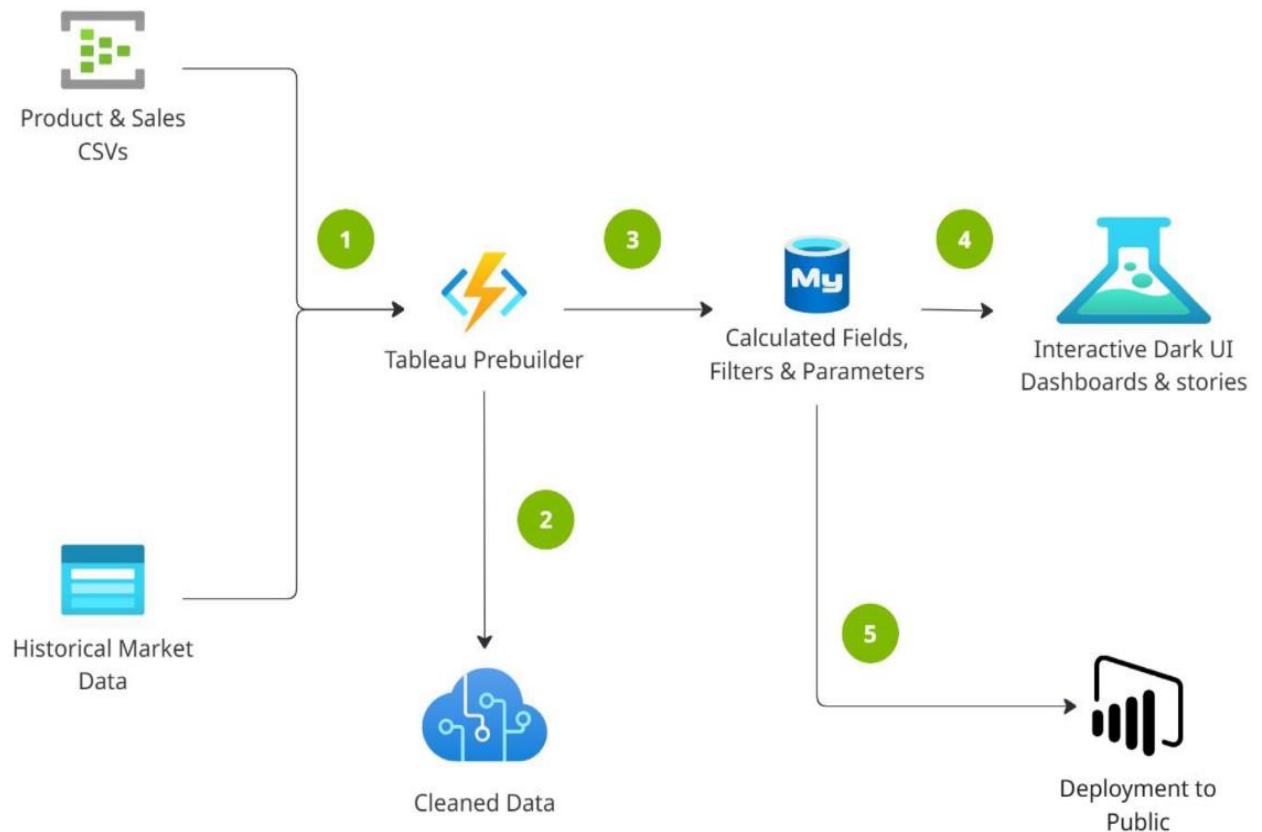 Product & Sales
CSVs
1
3
4
My
Tableau Prebuilder
Calculated Fields,
Filters & Parameters
Interactive Dark UI
Dashboards & stories
2
5
Historical Market
Data
Cleaned Data
Deployment to
Public